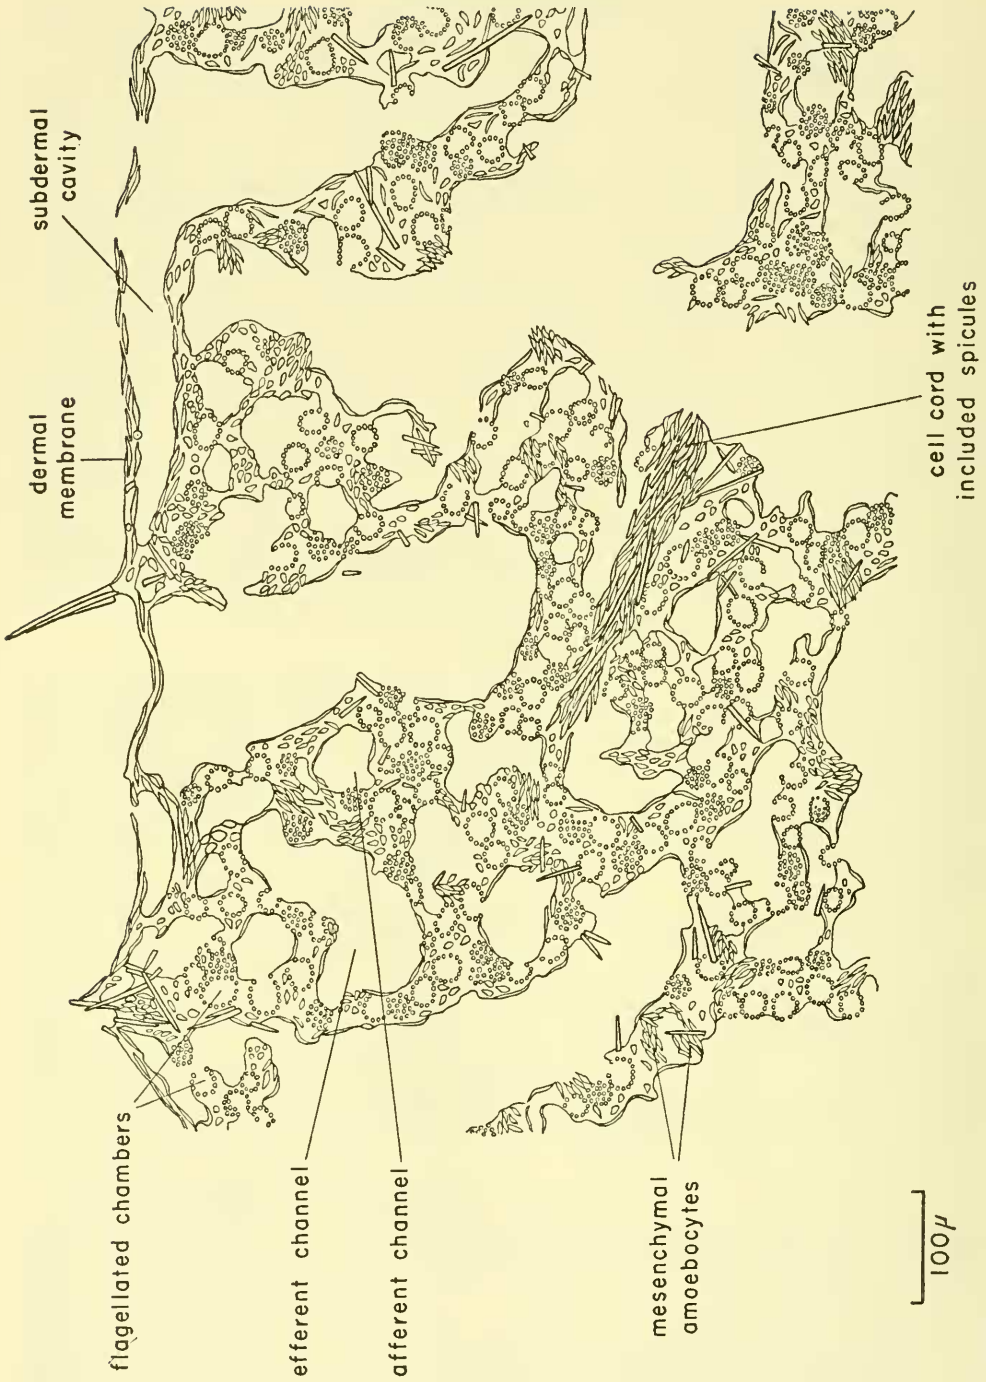 flagellated chambers
efferent channel
afferent channel
mesenchymal
amoebocytes
dermal
membrane
subdermal
cavity
cell cord with
included spicules
100μ